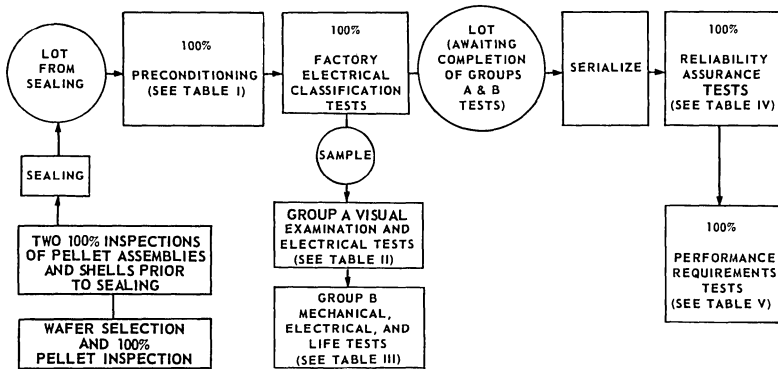 LOT
FROM
SEALING
100%
PRECONDITIONING
(SEE TABLE I)
100%
FACTORY
ELECTRICAL
CLASSIFICATION
TESTS
LOT
(AWAITING
COMPLETION
OF GROUPS
A & B
TESTS)
SERIALIZE
100%
RELIABILITY
ASSURANCE
TESTS
(SEE TABLE IV)
SEALING
SAMPLE
TWO 100% INSPECTIONS
OF PELLET ASSEMBLIES
AND SHELLS PRIOR
TO SEALING
WAFER SELECTION
AND 100%
PELLET INSPECTION
GROUP A VISUAL
EXAMINATION AND
ELECTRICAL TESTS
(SEE TABLE II)
GROUP B
MECHANICAL,
ELECTRICAL, AND
LIFE TESTS
(SEE TABLE III)
100%
PERFORMANCE
REQUIREMENTS
TESTS
(SEE TABLE V)